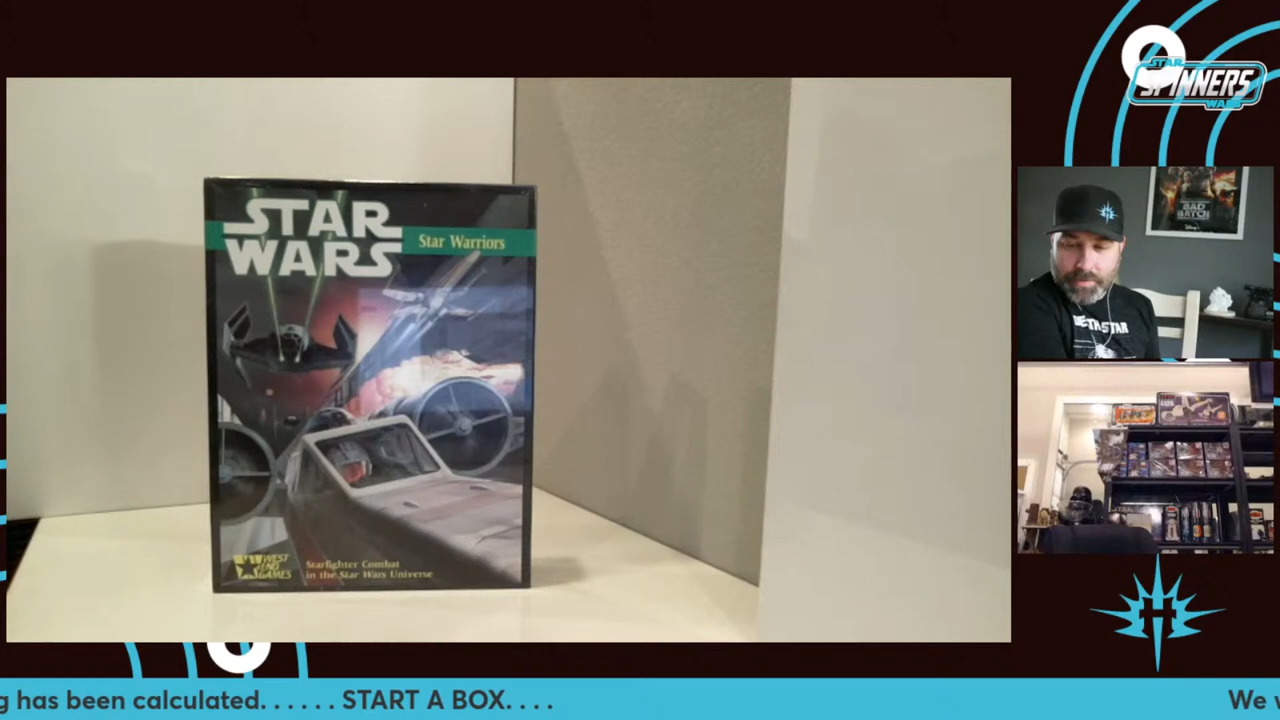 STAR
SPINNERS
WARS
STAR
WARS
Star Warriors
BAD
BATCH
WEST
END
GAMES
Starfighter Combat
in the Star Wars Universe
g has been calculated. . . . . . START A BOX. . . .
We